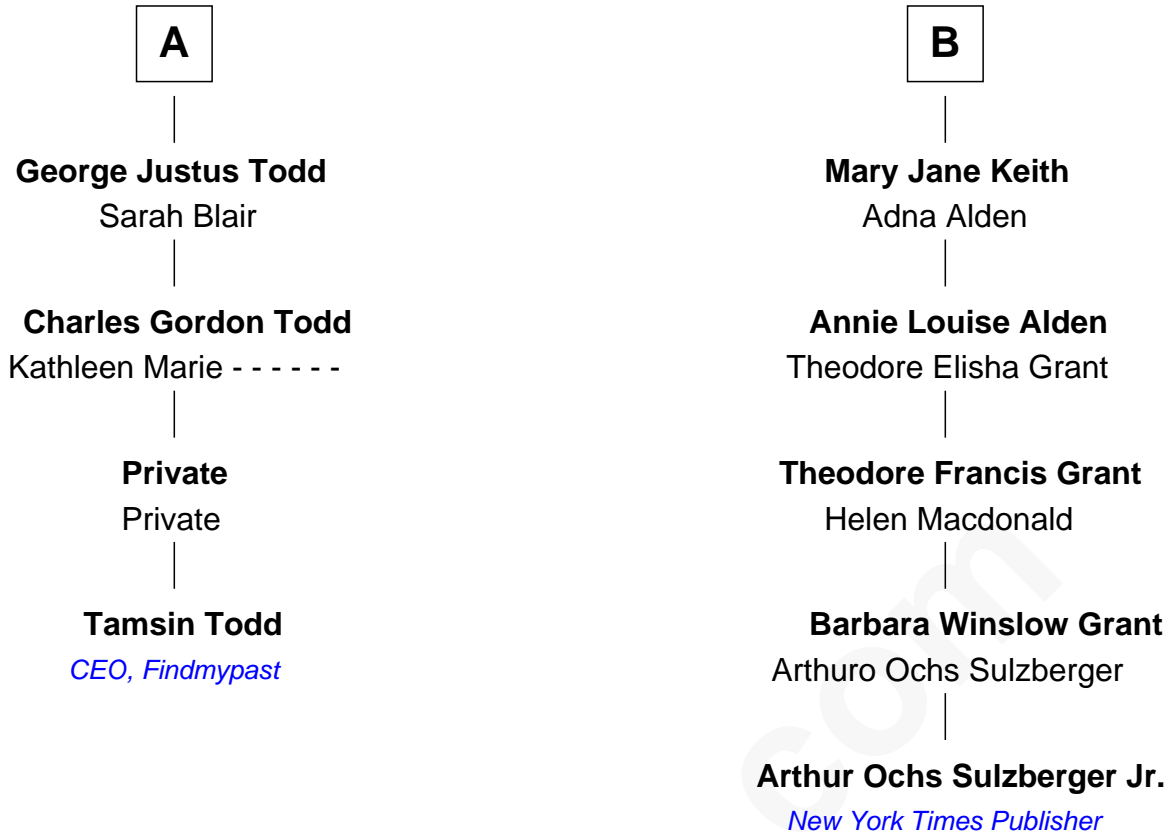 A
George Justus Todd
Sarah Blair
Charles Gordon Todd
Kathleen Marie - - - - - -
Private
Private
Tamsin Todd
CEO, Findmypast
B
Mary Jane Keith
Adna Alden
Annie Louise Alden
Theodore Elisha Grant
Theodore Francis Grant
Helen Macdonald
Barbara Winslow Grant
Arthuro Ochs Sulzberger
Arthur Ochs Sulzberger Jr.
New York Times Publisher
com